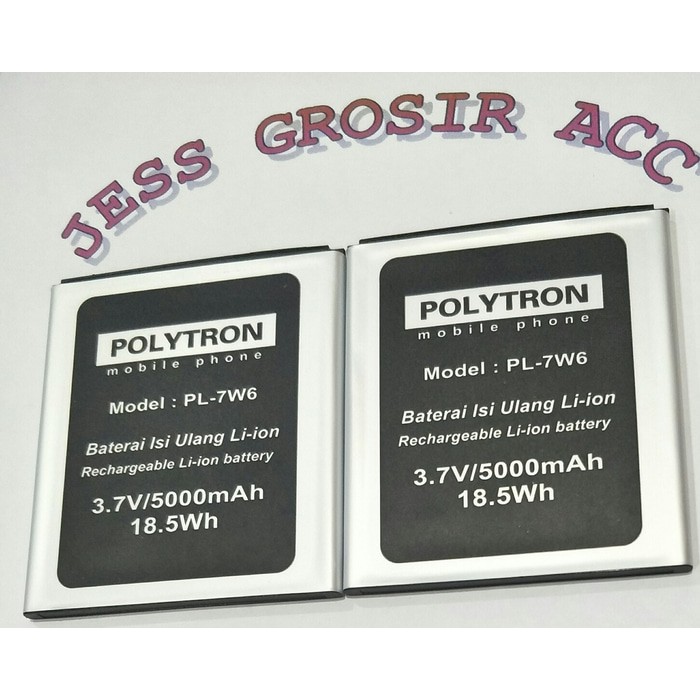 JESS GROSIR ACC
POLYTRON
mobile phone
Model : PL-7W6
Baterai Isi Ulang Li-ion
Rechargeable Li-ion battery
3.7V/5000mAh
18.5Wh
POLYTRON
mobile phone
Model : PL-7W6
Baterai Isi Ulang Li-ion
Rechargeable Li-ion battery
3.7V/5000mAh
18.5Wh